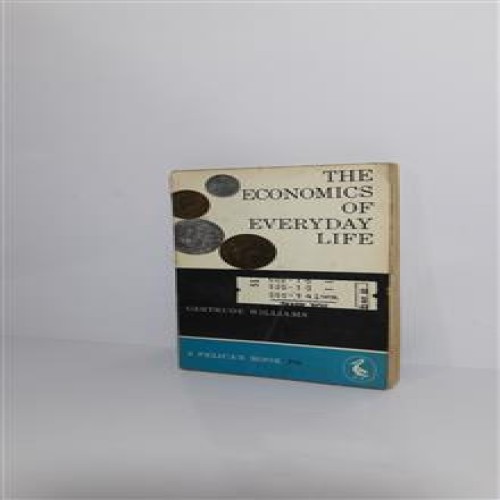 THE
ECONOMICS
OF
EVERYDAY
LIFE
GERTRUDE WILLIAMS
A PELICAN BOOK